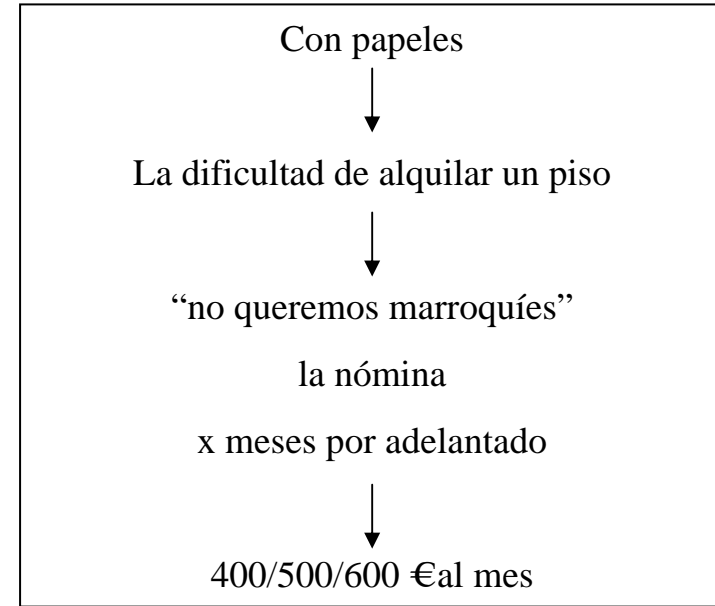 Con papeles
La dificultad de alquilar un piso
“no queremos marroquíes”
la nómina
x meses por adelantado
400/500/600 €al mes